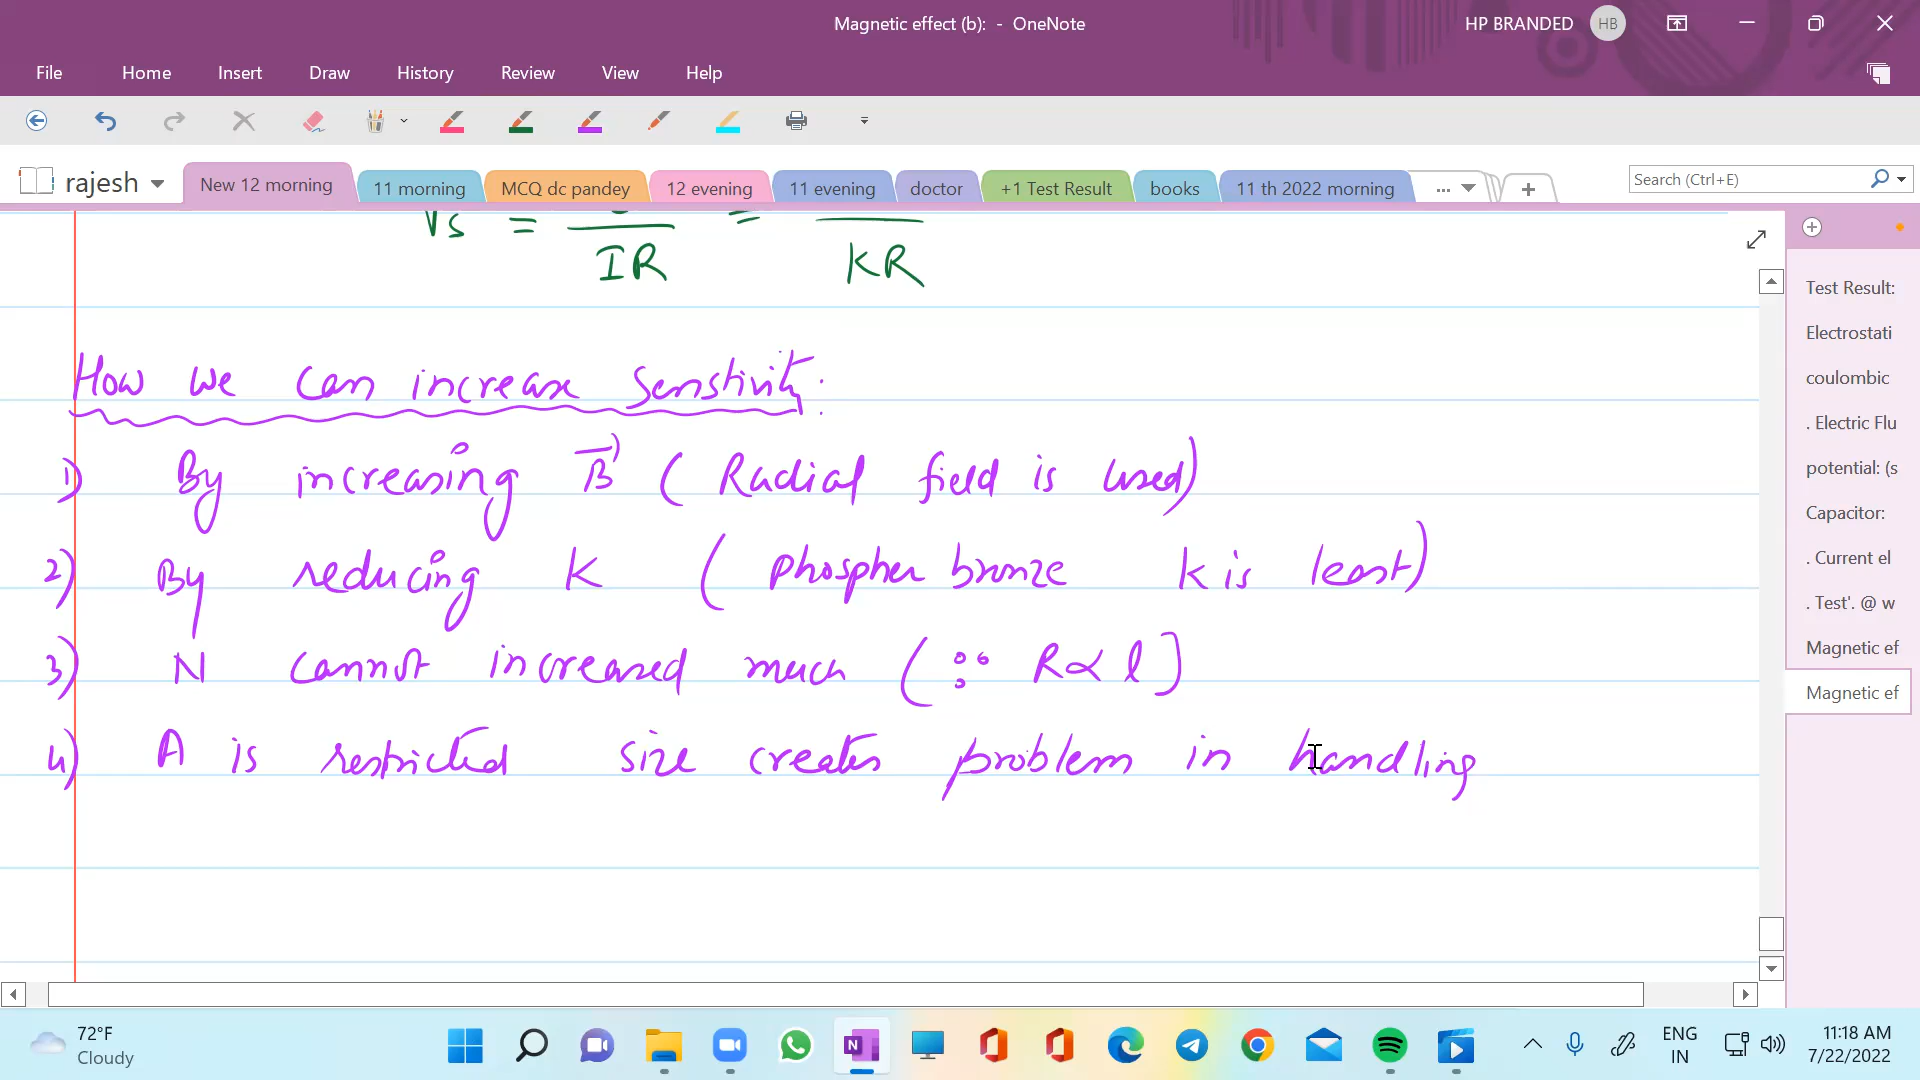 Magnetic effect (b): - OneNote
HP BRANDED HB
File Home Insert Draw History Review View Help
rajesh New 12 morning 11 morning MCQ dc pandey 12 evening 11 evening doctor +1 Test Result books 11 th 2022 morning ... Search (Ctrl+E)
Vs = =
IR KR
How we can increase Senstivity:
1) By increasing B (Radial field is used)
2) By reducing K (phospher bronze K is least)
3) N cannot increased much (∵ R∝ l]
4) A is restricted size creates problem in handling
Test Result:
Electrostati
coulombic
. Electric Flu
potential: (s
Capacitor:
. Current el
. Test'. @ w
Magnetic ef
Magnetic ef
72°F
Cloudy
ENG
IN
11:18 AM
7/22/2022